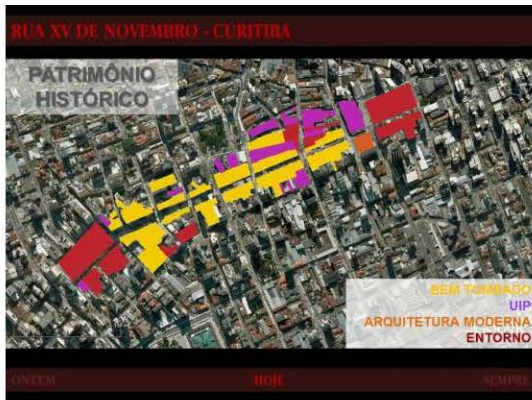 RUA XV DE NOVEMBRO - CURITIBA
PATRIMÔNIO
HISTÓRICO
BEM TOMBADO
UIP
ARQUITETURA MODERNA
ENTORNO
ONTEM HOJE SEMPRE